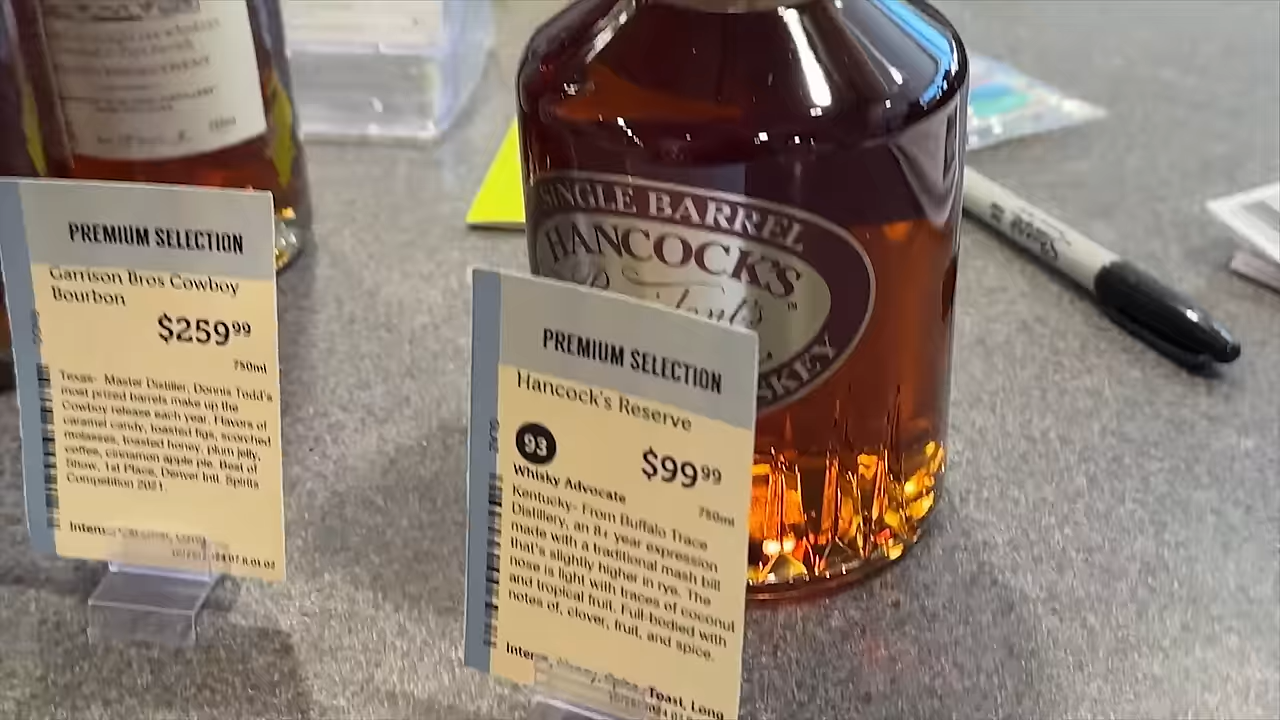 PREMIUM SELECTION
Garrison Bros Cowboy
Bourbon
$259.99
750ml
Texas- Master Distiller, Donnis Todd's
most prized barrels make up the
Cowboy release each year. Flavors of
caramel candy, toasted figs, scorched
molasses, toasted honey, plum jelly,
coffee, cinnamon apple pie. Best of
Show, 1st Place, Denver Intl. Spirits
Competition 2021.
SINGLE BARREL
HANCOCK'S
PREMIUM SELECTION
Hancock's Reserve
93
$99.99
Whisky Advocate
750ml
Kentucky- From Buffalo Trace
Distillery, an 8+ year expression
made with a traditional mash bill
that's slightly higher in rye. The
nose is light with traces of coconut
and tropical fruit. Full-bodied with
notes of, clover, fruit, and spice.
Toast, Long
Sharpie